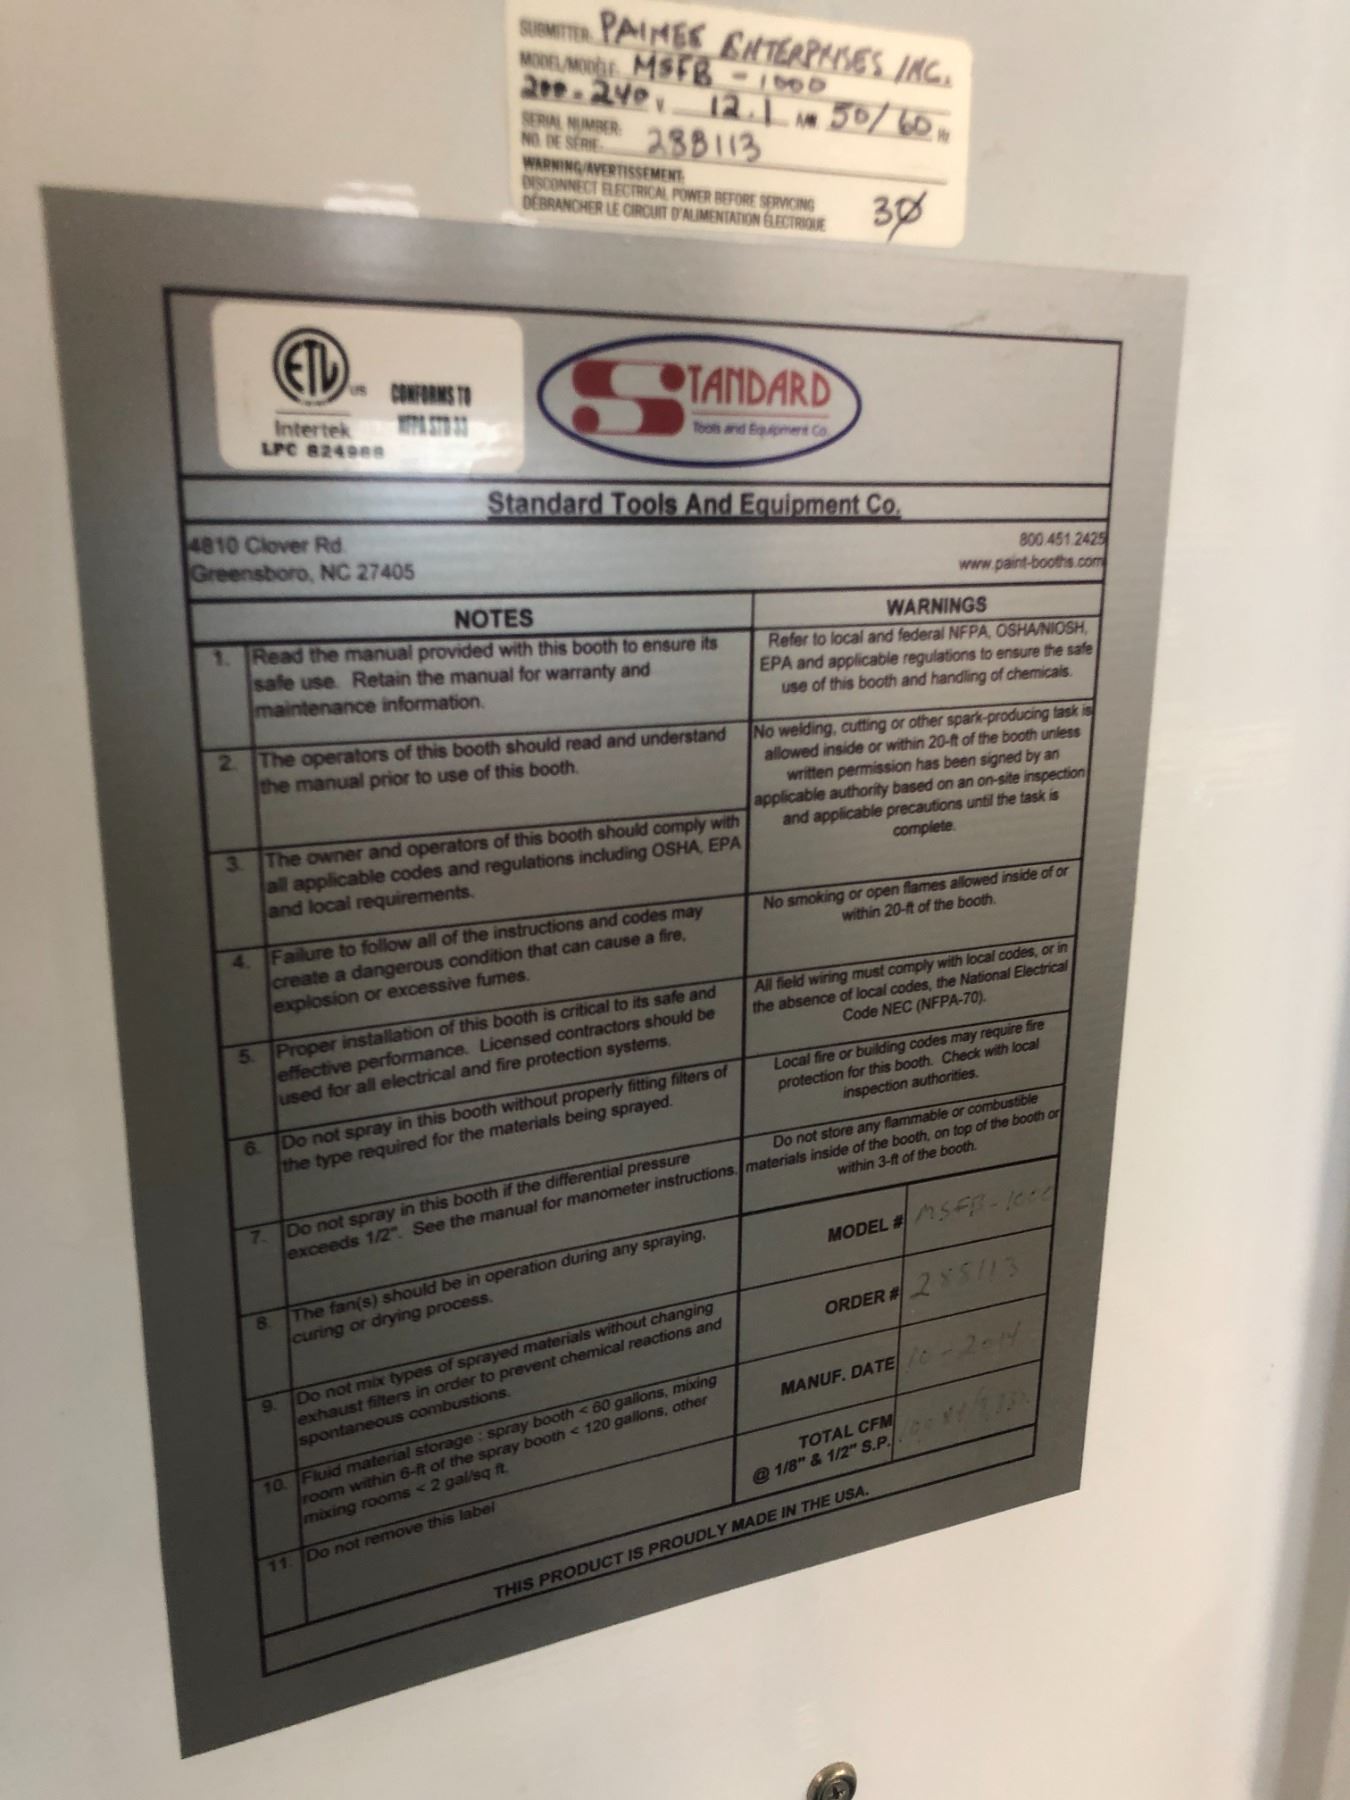 SUBMITTER: PAINES ENTERPRISES INC.
MODEL/MODÈLE: MSFB - 1000
200-240 V 12.1 50/60 Hz
SERIAL NUMBER:
NO. DE SÉRIE: 288113
WARNING/AVERTISSEMENT:
DISCONNECT ELECTRICAL POWER BEFORE SERVICING
DÉBRANCHER LE CIRCUIT D'ALIMENTATION ÉLECTRIQUE
3Ø
ETL US
CONFORMS TO
NFPA STD 33
Intertek
LPC 824988
STANDARD
Tools and Equipment Co.
Standard Tools And Equipment Co.
4810 Clover Rd.
Greensboro, NC 27405
800.451.2425
www.paint-booths.com
NOTES
1. Read the manual provided with this booth to ensure its
safe use. Retain the manual for warranty and
maintenance information.
2. The operators of this booth should read and understand
the manual prior to use of this booth.
3. The owner and operators of this booth should comply with
all applicable codes and regulations including OSHA, EPA
and local requirements.
4. Failure to follow all of the instructions and codes may
create a dangerous condition that can cause a fire,
explosion or excessive fumes.
5. Proper installation of this booth is critical to its safe and
effective performance. Licensed contractors should be
used for all electrical and fire protection systems.
6. Do not spray in this booth without properly fitting filters of
the type required for the materials being sprayed.
7. Do not spray in this booth if the differential pressure
exceeds 1/2". See the manual for manometer instructions.
8. The fan(s) should be in operation during any spraying,
curing or drying process.
9. Do not mix types of sprayed materials without changing
exhaust filters in order to prevent chemical reactions and
spontaneous combustions.
10. Fluid material storage : spray booth < 60 gallons, mixing
room within 6-ft of the spray booth < 120 gallons, other
mixing rooms < 2 gal/sq ft.
11. Do not remove this label
WARNINGS
Refer to local and federal NFPA, OSHA/NIOSH,
EPA and applicable regulations to ensure the safe
use of this booth and handling of chemicals.
No welding, cutting or other spark-producing task is
allowed inside or within 20-ft of the booth unless
written permission has been signed by an
applicable authority based on an on-site inspection
and applicable precautions until the task is
complete.
No smoking or open flames allowed inside of or
within 20-ft of the booth.
All field wiring must comply with local codes, or in
the absence of local codes, the National Electrical
Code NEC (NFPA-70).
Local fire or building codes may require fire
protection for this booth. Check with local
inspection authorities.
Do not store any flammable or combustible
materials inside of the booth, on top of the booth or
within 3-ft of the booth.
MODEL # MSFB-1000
ORDER # 288113
MANUF. DATE 10-2014
TOTAL CFM
@ 1/8" & 1/2" S.P.
THIS PRODUCT IS PROUDLY MADE IN THE USA.